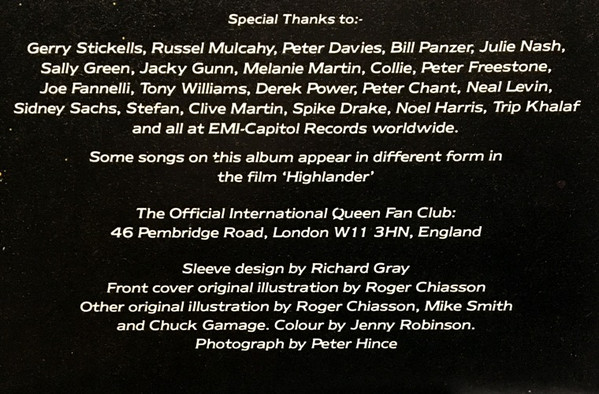 Special Thanks to:-
Gerry Stickells, Russel Mulcahy, Peter Davies, Bill Panzer, Julie Nash,
Sally Green, Jacky Gunn, Melanie Martin, Collie, Peter Freestone,
Joe Fannelli, Tony Williams, Derek Power, Peter Chant, Neal Levin,
Sidney Sachs, Stefan, Clive Martin, Spike Drake, Noel Harris, Trip Khalaf
and all at EMI-Capitol Records worldwide.
Some songs on this album appear in different form in
the film ‘Highlander’
The Official International Queen Fan Club:
46 Pembridge Road, London W11 3HN, England
Sleeve design by Richard Gray
Front cover original illustration by Roger Chiasson
Other original illustration by Roger Chiasson, Mike Smith
and Chuck Gamage. Colour by Jenny Robinson.
Photograph by Peter Hince